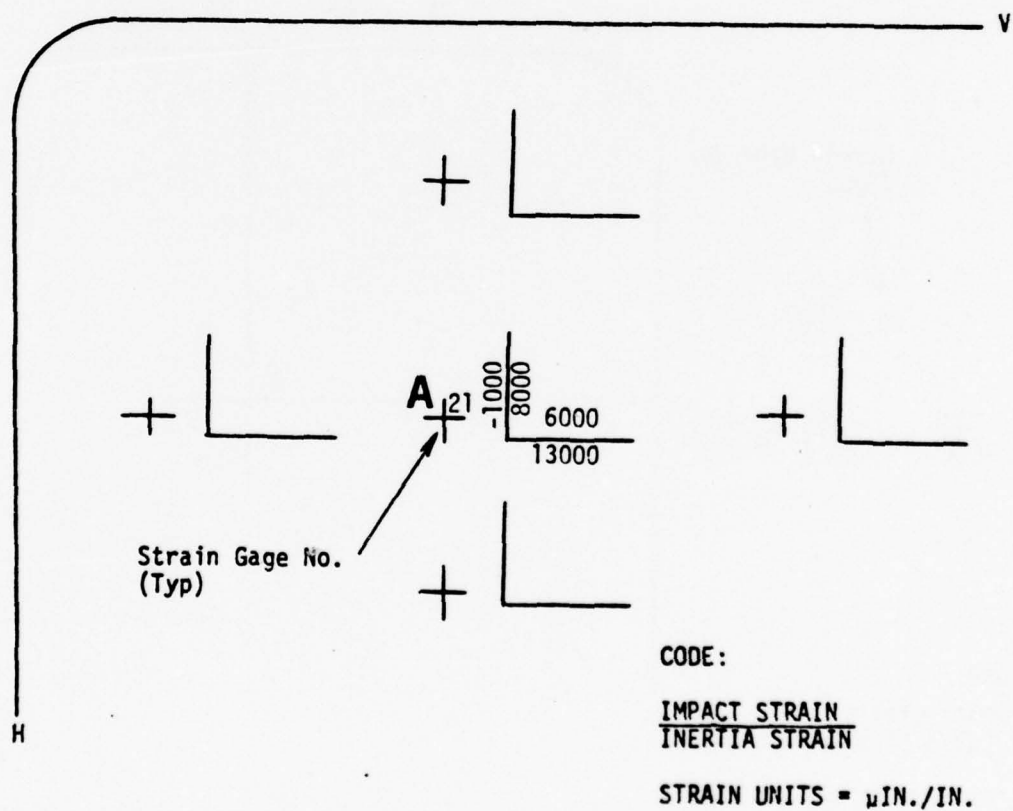 V
A 21
-1000
8000
6000
13000
Strain Gage No.
(Typ)
CODE:
IMPACT STRAIN
INERTIA STRAIN
STRAIN UNITS = μIN./IN.
H